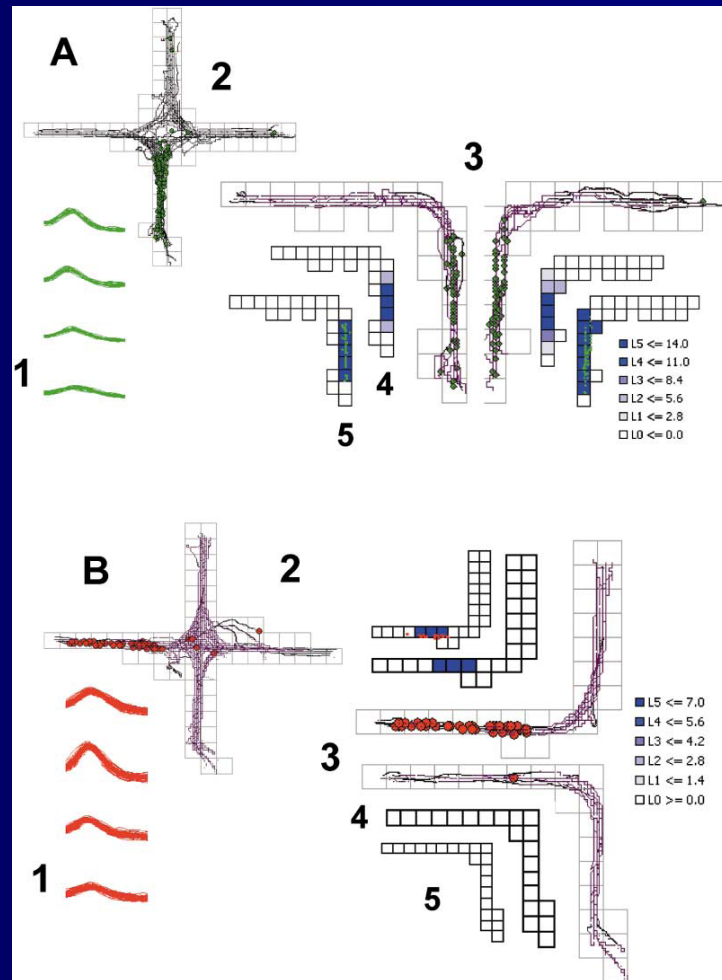 A
2
3
1
4
5
L5 <= 14.0
L4 <= 11.0
L3 <= 8.4
L2 <= 5.6
L1 <= 2.8
L0 <= 0.0
B
2
1
3
4
5
L5 <= 7.0
L4 <= 5.6
L3 <= 4.2
L2 <= 2.8
L1 <= 1.4
L0 >= 0.0